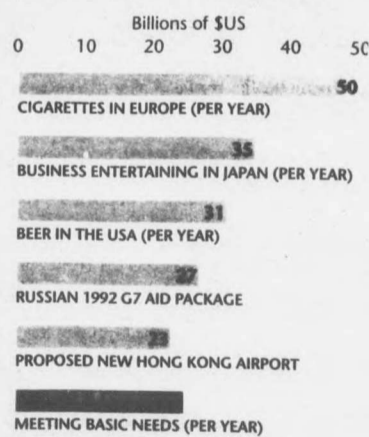 Billions of $US
0 10 20 30 40 50
50
CIGARETTES IN EUROPE (PER YEAR)
35
BUSINESS ENTERTAINING IN JAPAN (PER YEAR)
31
BEER IN THE USA (PER YEAR)
27
RUSSIAN 1992 G7 AID PACKAGE
23
PROPOSED NEW HONG KONG AIRPORT
MEETING BASIC NEEDS (PER YEAR)